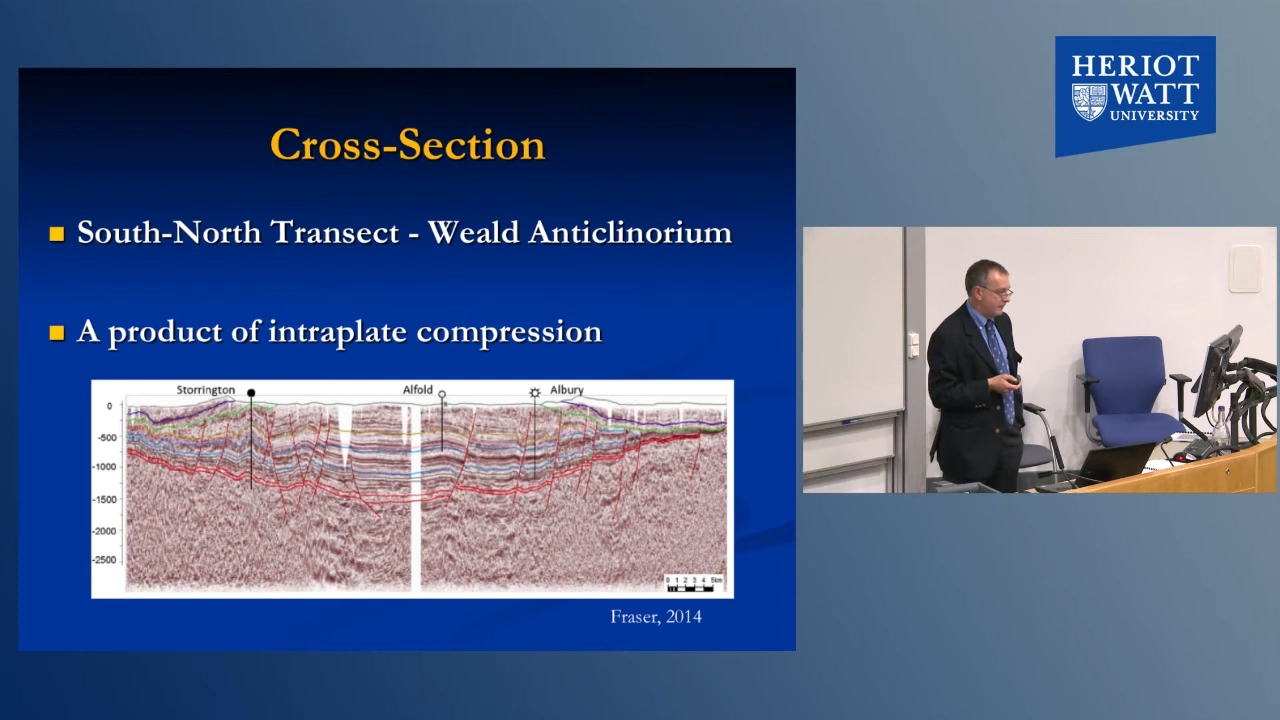 HERIOT
WATT
UNIVERSITY
Cross-Section
South-North Transect - Weald Anticlinorium
A product of intraplate compression
Storrington
Alfold
Albury
0
-500
-1000
-1500
-2000
-2500
0 1 2 3 4 5km
Fraser, 2014